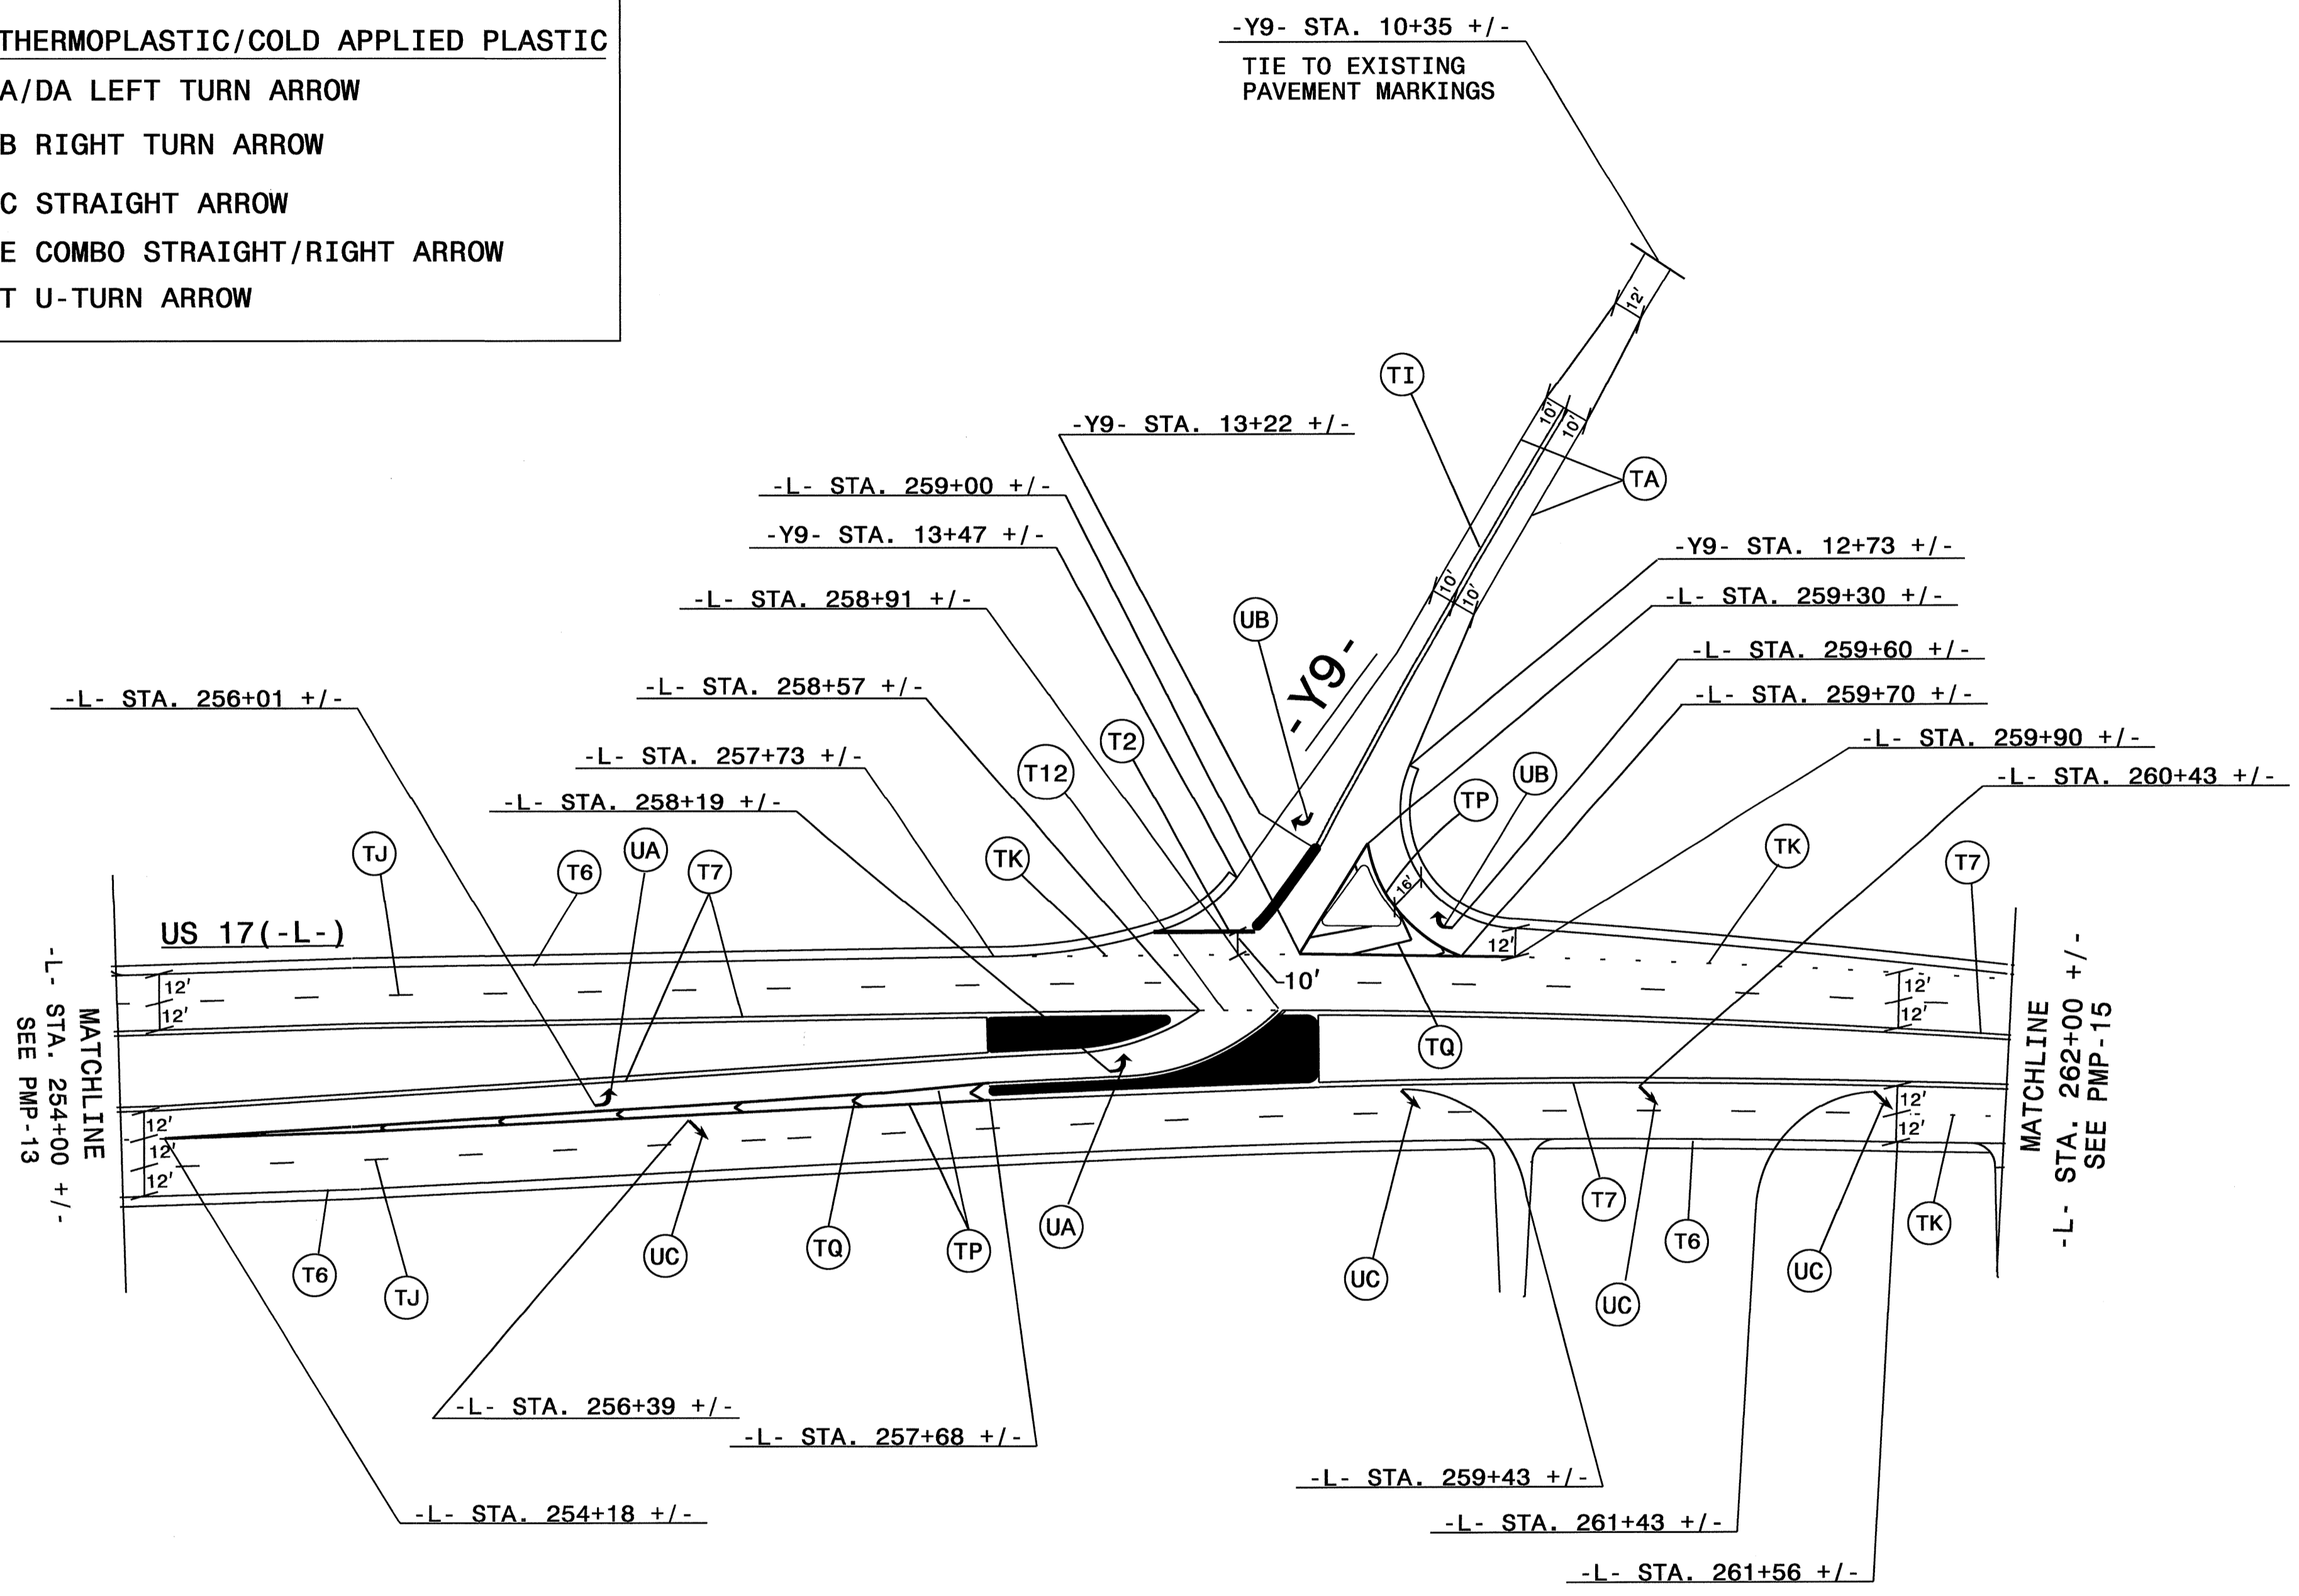 THERMOPLASTIC/COLD APPLIED PLASTIC
A/DA LEFT TURN ARROW
B RIGHT TURN ARROW
C STRAIGHT ARROW
E COMBO STRAIGHT/RIGHT ARROW
T U-TURN ARROW
-Y9- STA. 10+35 +/-
TIE TO EXISTING
PAVEMENT MARKINGS
12'
TI
10'
10'
TA
-Y9- STA. 13+22 +/-
-L- STA. 259+00 +/-
-Y9- STA. 13+47 +/-
-Y9- STA. 12+73 +/-
10'
10'
-L- STA. 258+91 +/-
-L- STA. 259+30 +/-
UB
-Y9-
-L- STA. 259+60 +/-
-L- STA. 258+57 +/-
-L- STA. 259+70 +/-
-L- STA. 256+01 +/-
T2
-L- STA. 259+90 +/-
-L- STA. 257+73 +/-
T12
UB
-L- STA. 260+43 +/-
-L- STA. 258+19 +/-
TP
TJ
T6
UA
T7
TK
TK
T7
16'
US 17(-L-)
12'
12'
12'
10'
12'
12'
MATCHLINE
-L- STA. 254+00 +/-
SEE PMP-13
MATCHLINE
-L- STA. 262+00 +/-
SEE PMP-15
TQ
12'
12'
12'
12'
12'
T6
TJ
UC
TQ
TP
UA
UC
T7
UC
T6
UC
TK
-L- STA. 256+39 +/-
-L- STA. 257+68 +/-
-L- STA. 259+43 +/-
-L- STA. 254+18 +/-
-L- STA. 261+43 +/-
-L- STA. 261+56 +/-